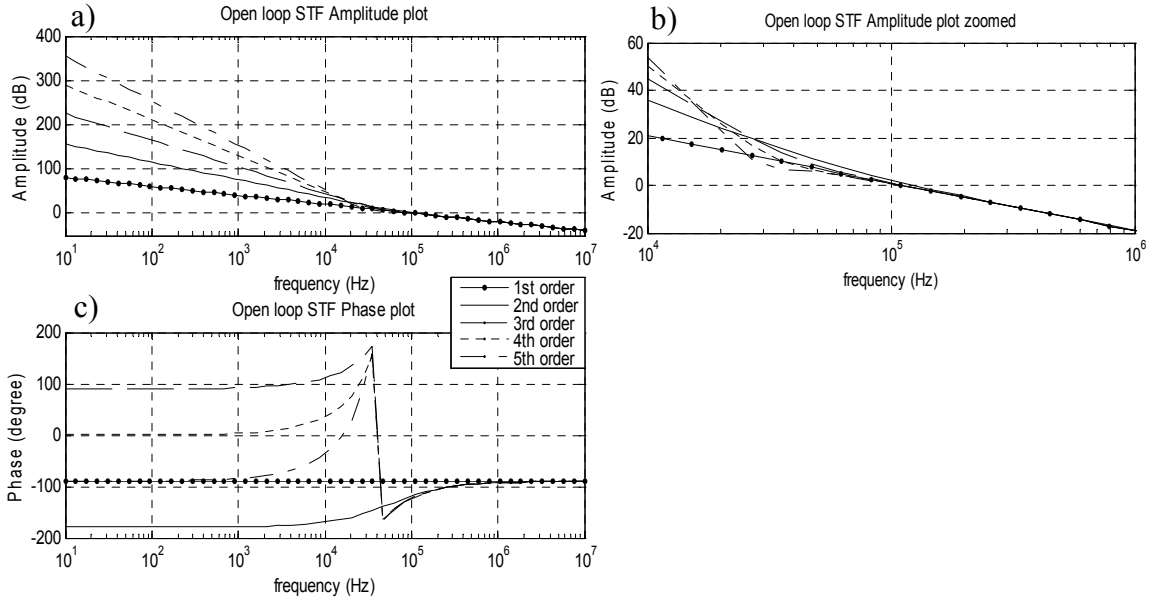 a)
Open loop STF Amplitude plot
400
300
200
100
0
Amplitude (dB)
10^1 10^2 10^3 10^4 10^5 10^6 10^7
frequency (Hz)
b)
Open loop STF Amplitude plot zoomed
60
40
20
0
-20
Amplitude (dB)
10^4 10^5 10^6
frequency (Hz)
c)
Open loop STF Phase plot
200
100
0
-100
-200
Phase (degree)
10^1 10^2 10^3 10^4 10^5 10^6 10^7
frequency (Hz)
1st order
2nd order
3rd order
4th order
5th order